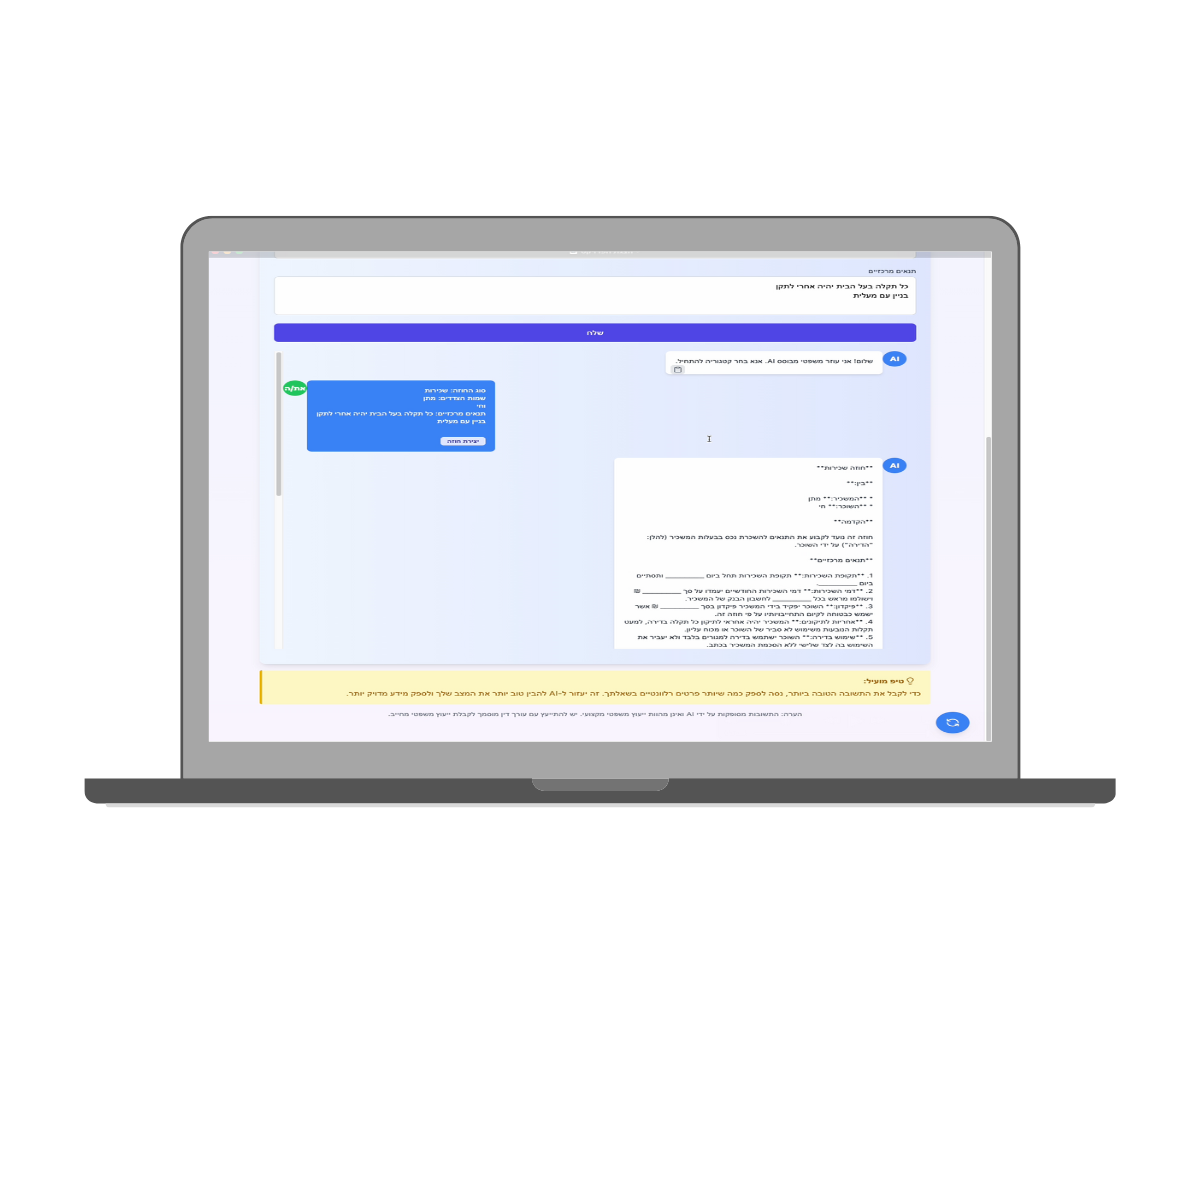 תנאים מרכזיים
כל תקלה בעל הבית יהיה אחרי לתקן
בניין עם מעלית
שלח
AI
שלום! אני עוזר משפטי מבוסס AI. אנא בחר קטגוריה להתחיל.
את/ה
סוג החוזה: שכירות
שמות הצדדים: מתן
וחי
תנאים מרכזיים: כל תקלה בעל הבית יהיה אחרי לתקן
בניין עם מעלית
יצירת חוזה
AI
**חוזה שכירות**
**בין:**
* **המשכיר:** מתן
* **השוכר:** חי
**הקדמה**
חוזה זה נועד לקבוע את התנאים להשכרת נכס בבעלות המשכיר (להלן:
"הדירה") על ידי השוכר.
**תנאים מרכזיים**
1. **תקופת השכירות:** תקופת השכירות תחל ביום __________ ותסתיים
ביום __________.
2. **דמי השכירות:** דמי השכירות החודשיים יעמדו על סך __________ ₪
וישולמו מראש בכל __________ לחשבון הבנק של המשכיר.
3. **פיקדון:** השוכר יפקיד בידי המשכיר פיקדון בסך __________ ₪ אשר
ישמש כבטוחה לקיום התחייבויותיו על פי חוזה זה.
4. **אחריות לתיקונים:** המשכיר יהיה אחראי לתיקון כל תקלה בדירה, למעט
תקלות הנובעות משימוש לא סביר של השוכר או מכוח עליון.
5. **שימוש בדירה:** השוכר ישתמש בדירה למגורים בלבד ולא יעביר את
השימוש בה לצד שלישי ללא הסכמת המשכיר בכתב.
טיפ מועיל:
כדי לקבל את התשובה הטובה ביותר, נסה לספק כמה שיותר פרטים רלוונטיים בשאלתך. זה יעזור ל-AI להבין טוב יותר את המצב שלך ולספק מידע מדויק יותר.
הערה: התשובות מסופקות על ידי AI ואינן מהוות ייעוץ משפטי מקצועי. יש להתייעץ עם עורך דין מוסמך לקבלת ייעוץ משפטי מחייב.